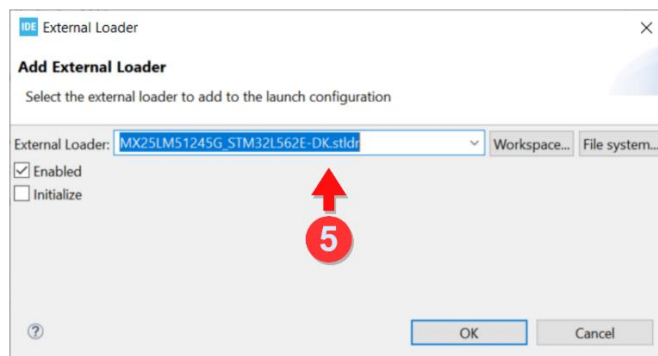 IDE External Loader
Add External Loader
Select the external loader to add to the launch configuration
External Loader: MX25LM51245G_STM32L562E-DK.stldr Workspace... File system...
Enabled
Initialize
5
? OK Cancel